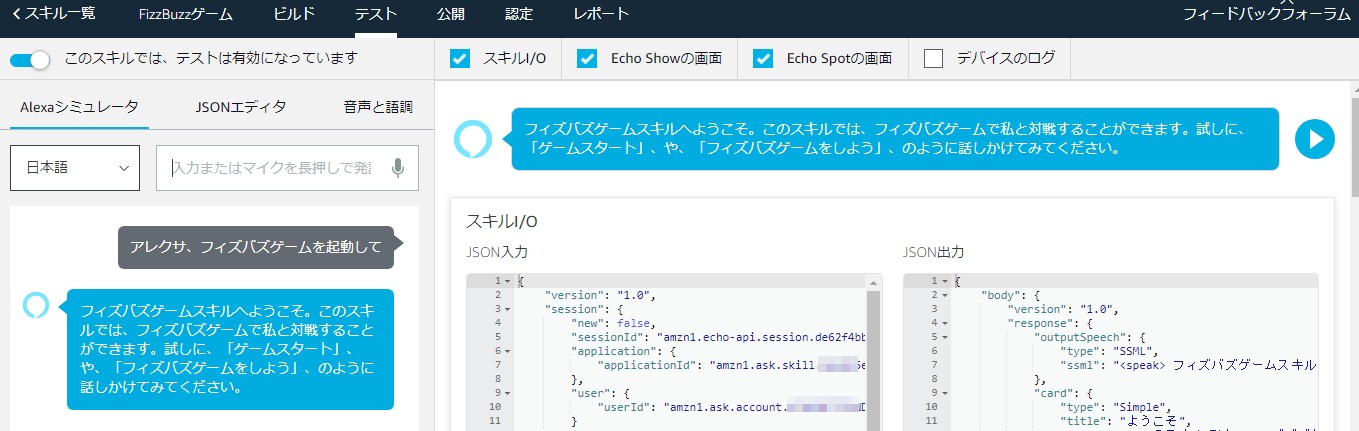 スキル一覧 FizzBuzzゲーム ビルド テスト 公開 認定 レポート フィードバックフォーラム
このスキルでは、テストは有効になっています
スキルI/O Echo Showの画面 Echo Spotの画面 デバイスのログ
Alexaシミュレータ JSONエディタ 音声と語調
日本語
入力またはマイクを長押しで発話
アレクサ、フィズバズゲームを起動して
フィズバズゲームスキルへようこそ。このスキ
ルでは、フィズバズゲームで私と対戦すること
ができます。試しに、「ゲームスタート」、
や、「フィズバズゲームをしよう」、のように
話しかけてみてください。
フィズバズゲームスキルへようこそ。このスキルでは、フィズバズゲームで私と対戦することができます。試しに、
「ゲームスタート」、や、「フィズバズゲームをしよう」、のように話しかけてみてください。
スキルI/O
JSON入力
1 {
2 "version": "1.0",
3 "session": {
4 "new": false,
5 "sessionId": "amzn1.echo-api.session.de62f4bb
6 "application": {
7 "applicationId": "amzn1.ask.skill.
8 },
9 "user": {
10 "userId": "amzn1.ask.account.
11 }
JSON出力
1 {
2 "body": {
3 "version": "1.0",
4 "response": {
5 "outputSpeech": {
6 "type": "SSML",
7 "ssml": "<speak> フィズバズゲームスキル
8 },
9 "card": {
10 "type": "Simple",
11 "title": "ようこそ",